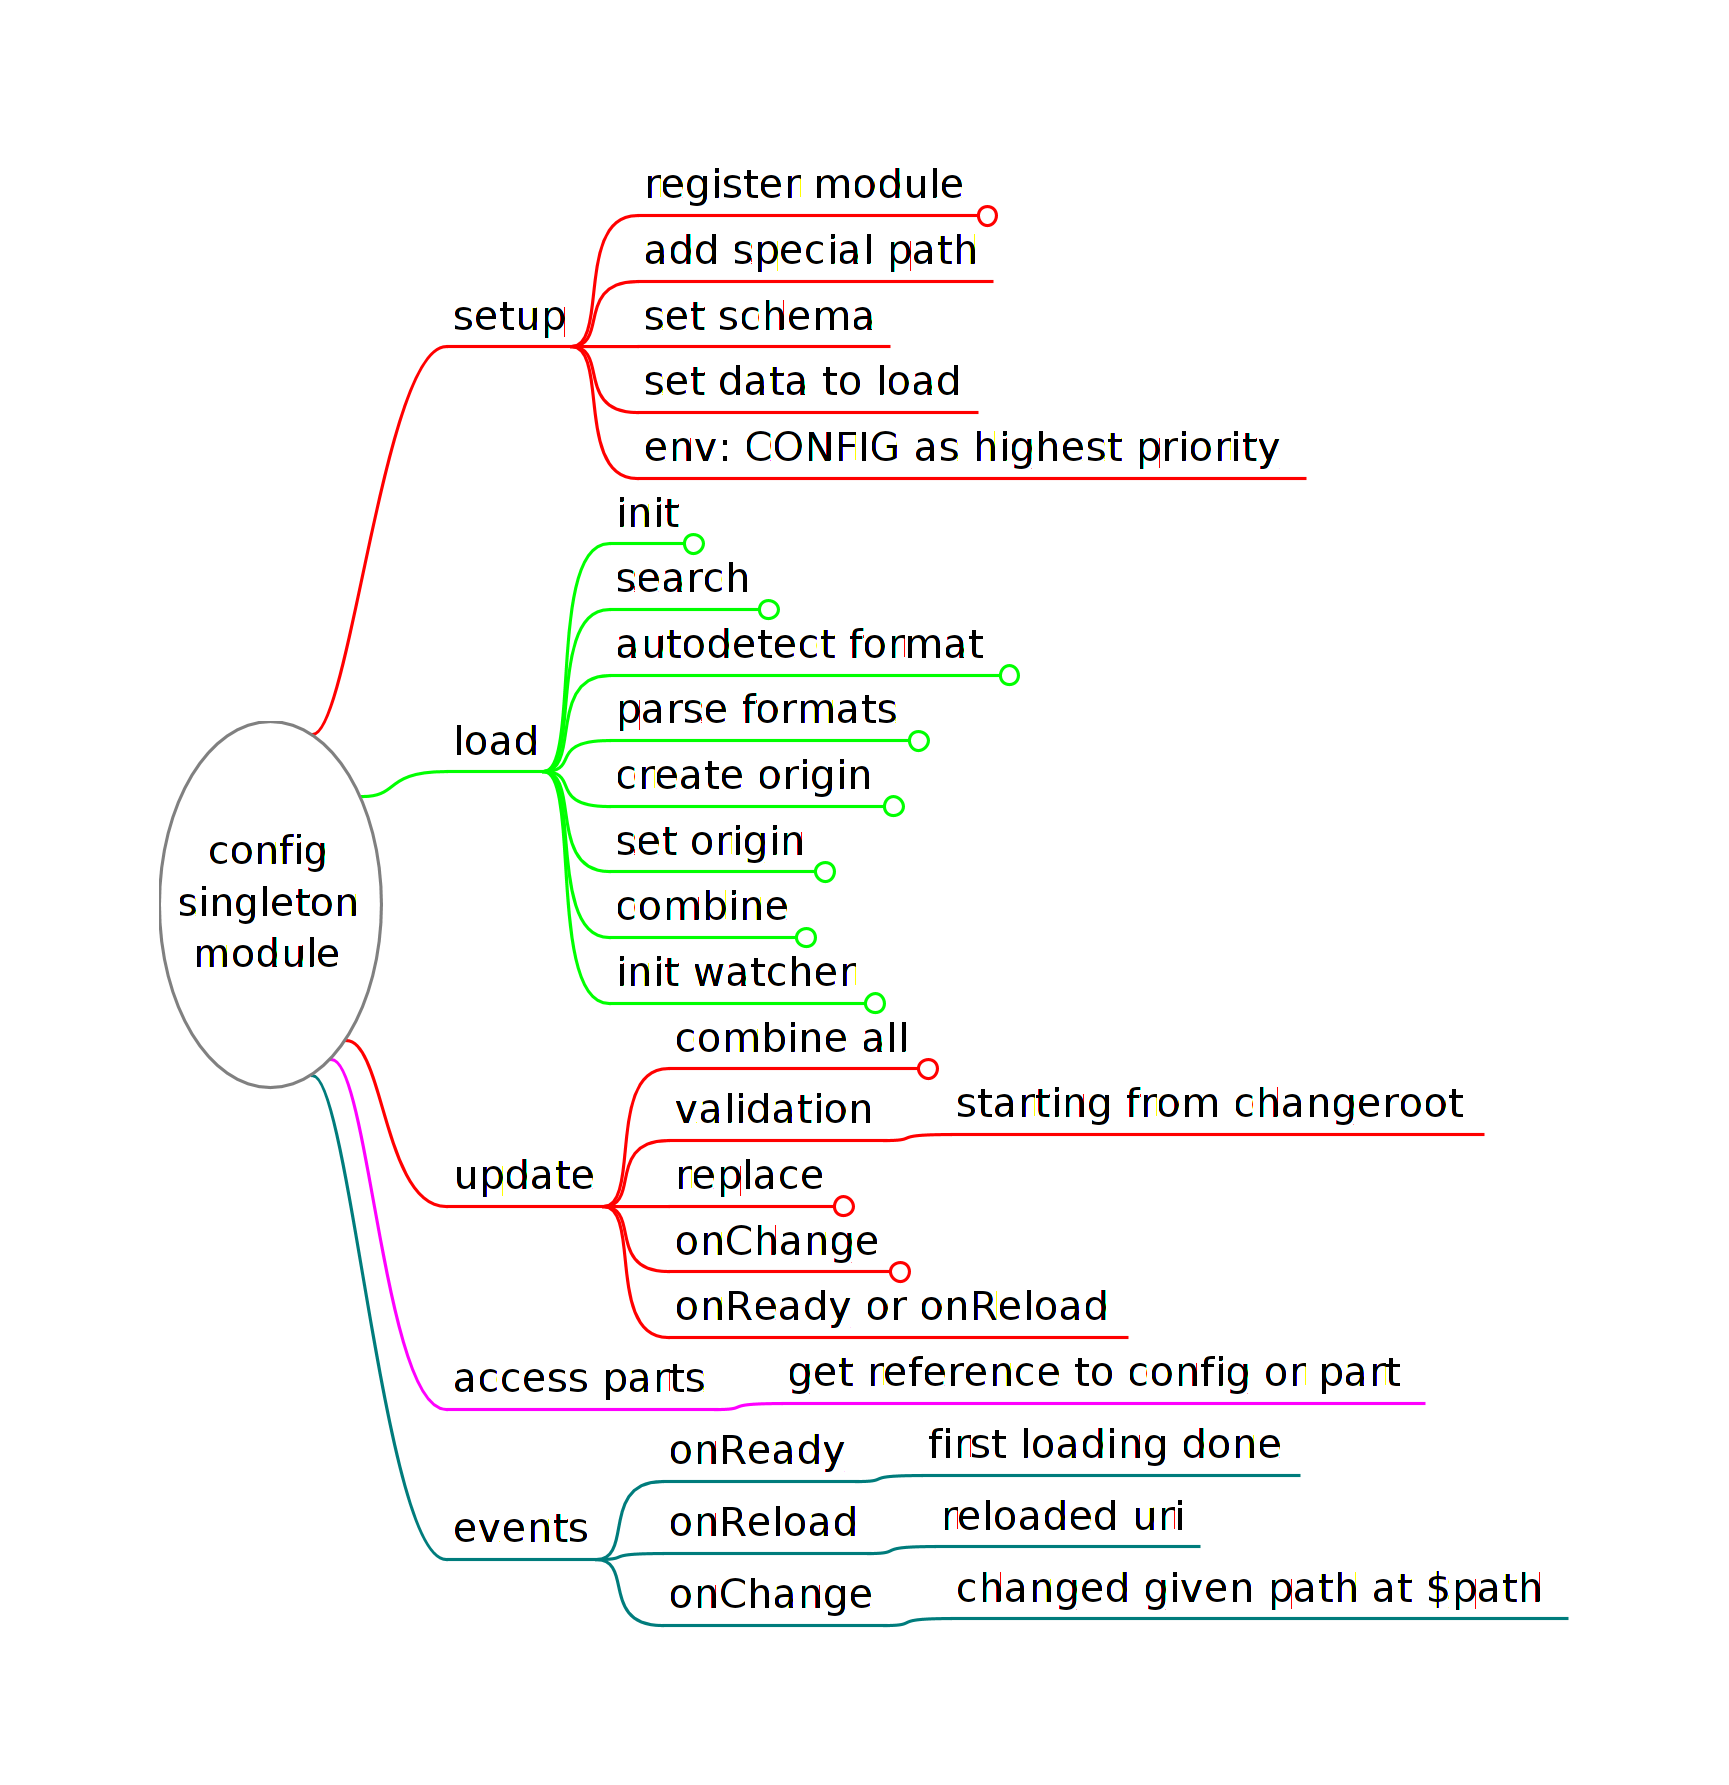 config
singleton
module
setup
register module
add special path
set schema
set data to load
env: CONFIG as highest priority
load
init
search
autodetect format
parse formats
create origin
set origin
combine
init watcher
update
combine all
validation
starting from changeroot
replace
onChange
onReady or onReload
access parts
get reference to config or part
events
onReady
first loading done
onReload
reloaded uri
onChange
changed given path at $path